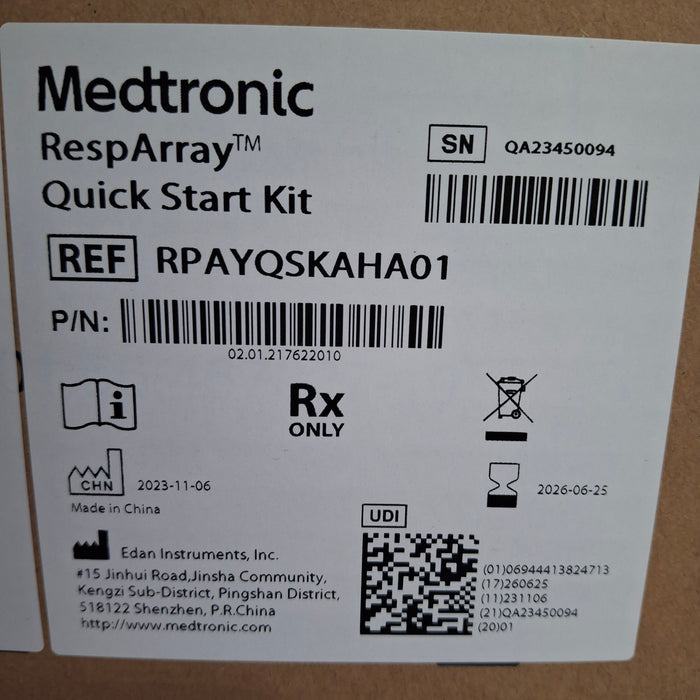 Medtronic
RespArray™
Quick Start Kit
SN QA23450094
REF RPAYQSKAHA01
P/N:
02.01.217622010
i
Rx
ONLY
CHN 2023-11-06
Made in China
2026-06-25
UDI
Edan Instruments, Inc.
#15 Jinhui Road,Jinsha Community,
Kengzi Sub-District, Pingshan District,
518122 Shenzhen, P.R.China
http://www.medtronic.com
(01)06944413824713
(17)260625
(11)231106
(21)QA23450094
(20)01